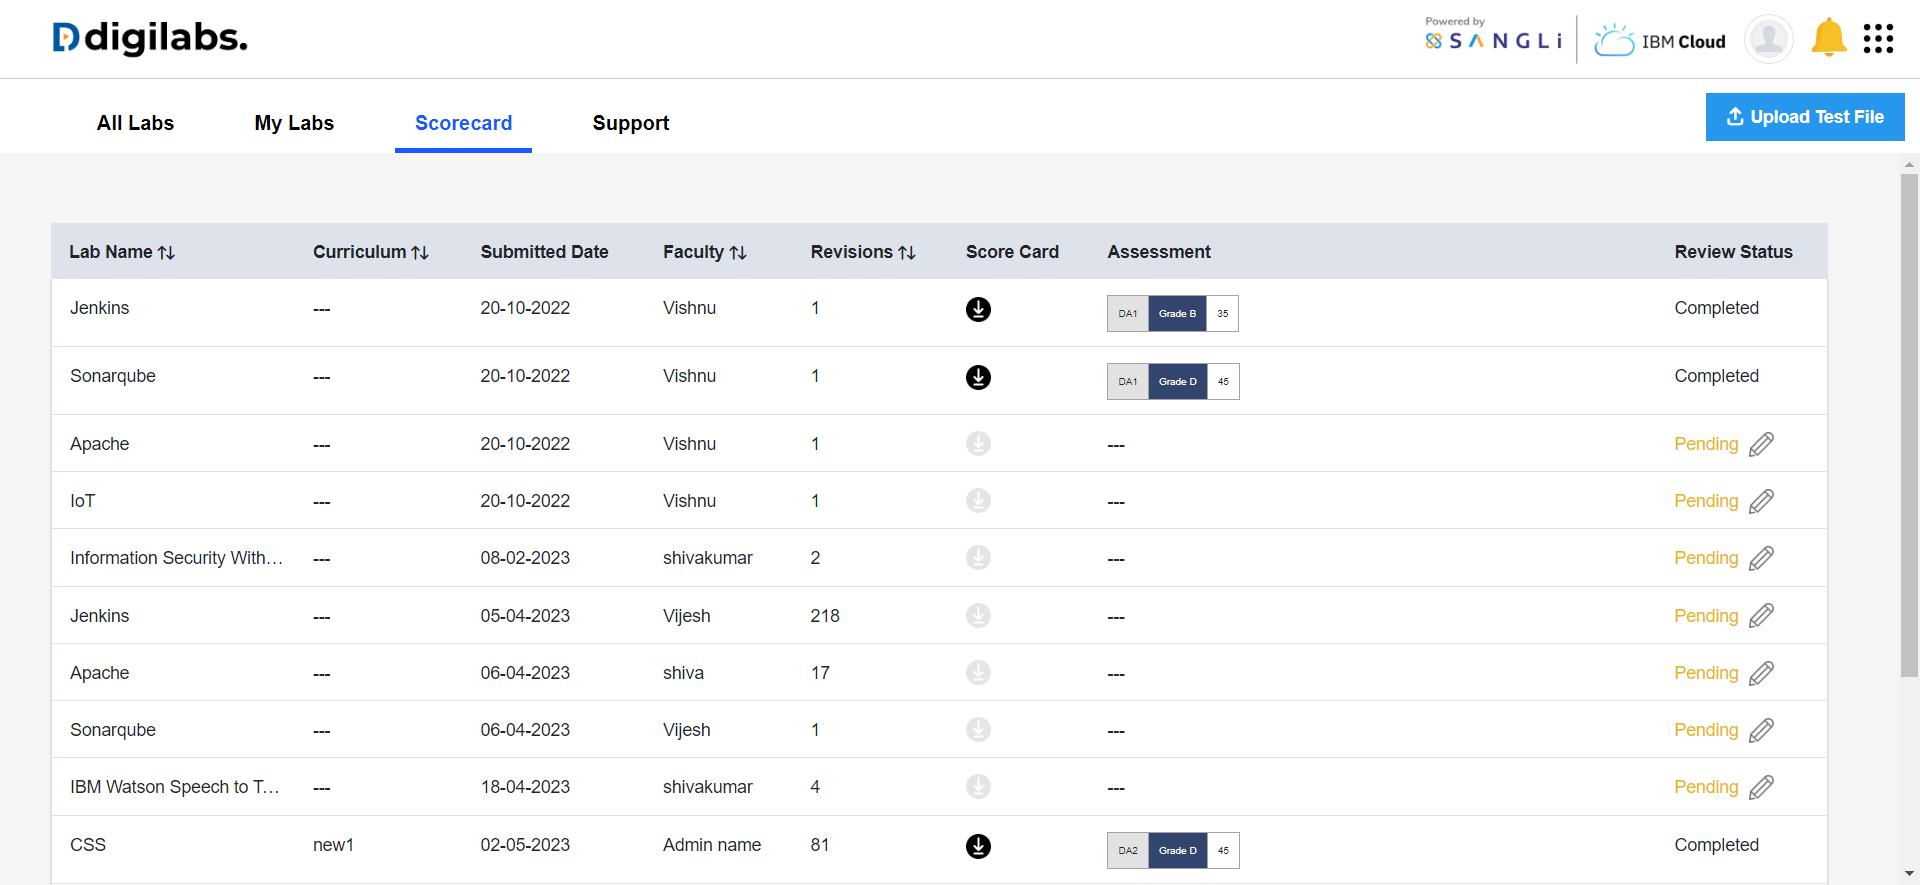 digilabs.
Powered by
SANGLi
IBM Cloud
All Labs My Labs Scorecard Support
Upload Test File
Lab Name Curriculum Submitted Date Faculty Revisions Score Card Assessment Review Status
Jenkins --- 20-10-2022 Vishnu 1 DA1 Grade B 35 Completed
Sonarqube --- 20-10-2022 Vishnu 1 DA1 Grade D 45 Completed
Apache --- 20-10-2022 Vishnu 1 --- Pending
IoT --- 20-10-2022 Vishnu 1 --- Pending
Information Security With... --- 08-02-2023 shivakumar 2 --- Pending
Jenkins --- 05-04-2023 Vijesh 218 --- Pending
Apache --- 06-04-2023 shiva 17 --- Pending
Sonarqube --- 06-04-2023 Vijesh 1 --- Pending
IBM Watson Speech to T... --- 18-04-2023 shivakumar 4 --- Pending
CSS new1 02-05-2023 Admin name 81 DA2 Grade D 45 Completed